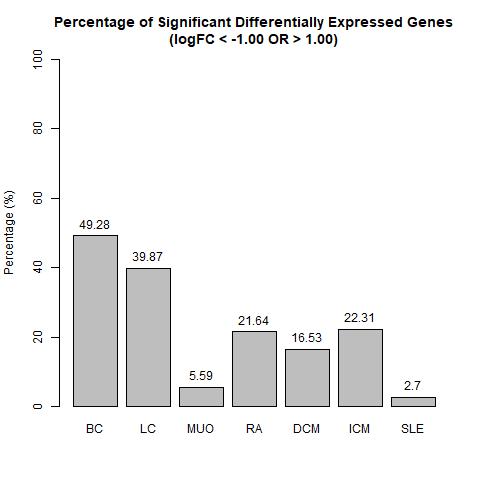 Percentage of Significant Differentially Expressed Genes
(logFC < -1.00 OR > 1.00)
Percentage (%)
100
80
60
40
20
0
49.28
39.87
5.59
21.64
16.53
22.31
2.7
BC
LC
MUO
RA
DCM
ICM
SLE